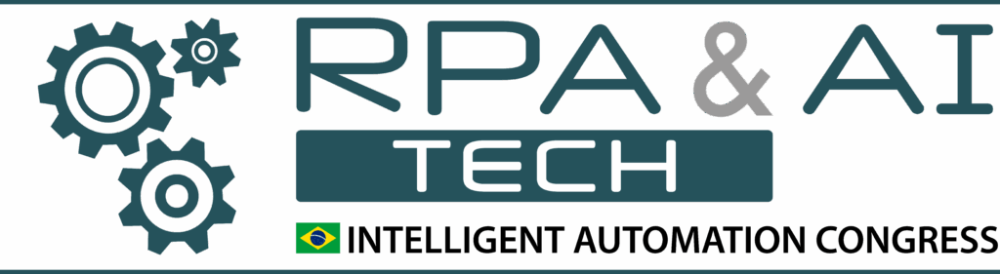 RPA & AI
TECH
INTELLIGENT AUTOMATION CONGRESS